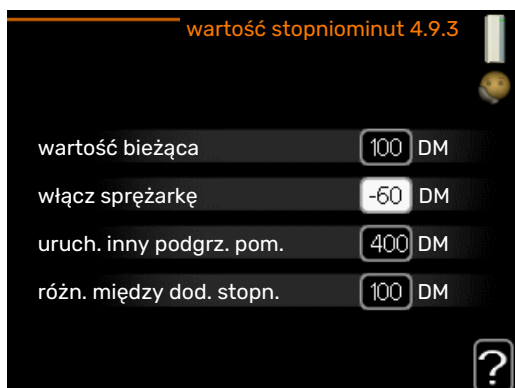 wartość stopniominut 4.9.3
wartość bieżąca 100 DM
włącz sprężarkę -60 DM
uruch. inny podgrz. pom. 400 DM
różn. między dod. stopn. 100 DM
?